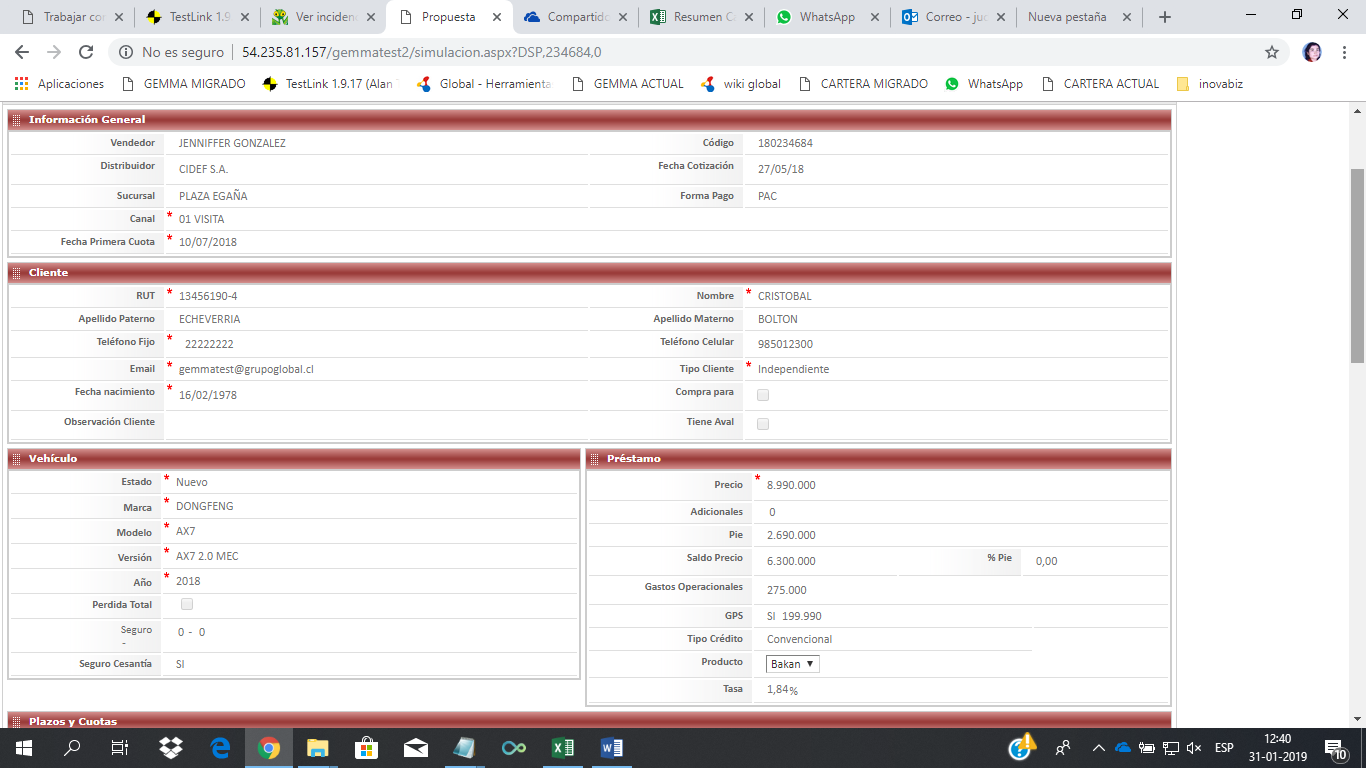 Trabajar co
TestLink 1.9
Ver inciden
Propuesta
Compartido
Resumen C
WhatsApp
Correo - juc
Nueva pestaña
No es seguro
54.235.81.157/gemmatest2/simulacion.aspx?DSP,234684,0
Aplicaciones
GEMMA MIGRADO
TestLink 1.9.17 (Alan
Global - Herramienta
GEMMA ACTUAL
wiki global
CARTERA MIGRADO
WhatsApp
CARTERA ACTUAL
inovabiz
Información General
Vendedor JENNIFFER GONZALEZ Código 180234684
Distribuidor CIDEF S.A. Fecha Cotización 27/05/18
Sucursal PLAZA EGAÑA Forma Pago PAC
Canal * 01 VISITA
Fecha Primera Cuota * 10/07/2018
Cliente
RUT * 13456190-4 Nombre * CRISTOBAL
Apellido Paterno ECHEVERRIA Apellido Materno BOLTON
Teléfono Fijo * 22222222 Teléfono Celular 985012300
Email * gemmatest@grupoglobal.cl Tipo Cliente * Independiente
Fecha nacimiento * 16/02/1978 Compra para
Observación Cliente Tiene Aval
Vehículo
Estado * Nuevo
Marca * DONGFENG
Modelo * AX7
Versión * AX7 2.0 MEC
Año * 2018
Perdida Total
Seguro - 0 - 0
Seguro Cesantía SI
Préstamo
Precio * 8.990.000
Adicionales 0
Pie 2.690.000
Saldo Precio 6.300.000 % Pie 0,00
Gastos Operacionales 275.000
GPS SI 199.990
Tipo Crédito Convencional
Producto Bakan
Tasa 1,84%
Plazos y Cuotas
ESP
12:40
31-01-2019
10